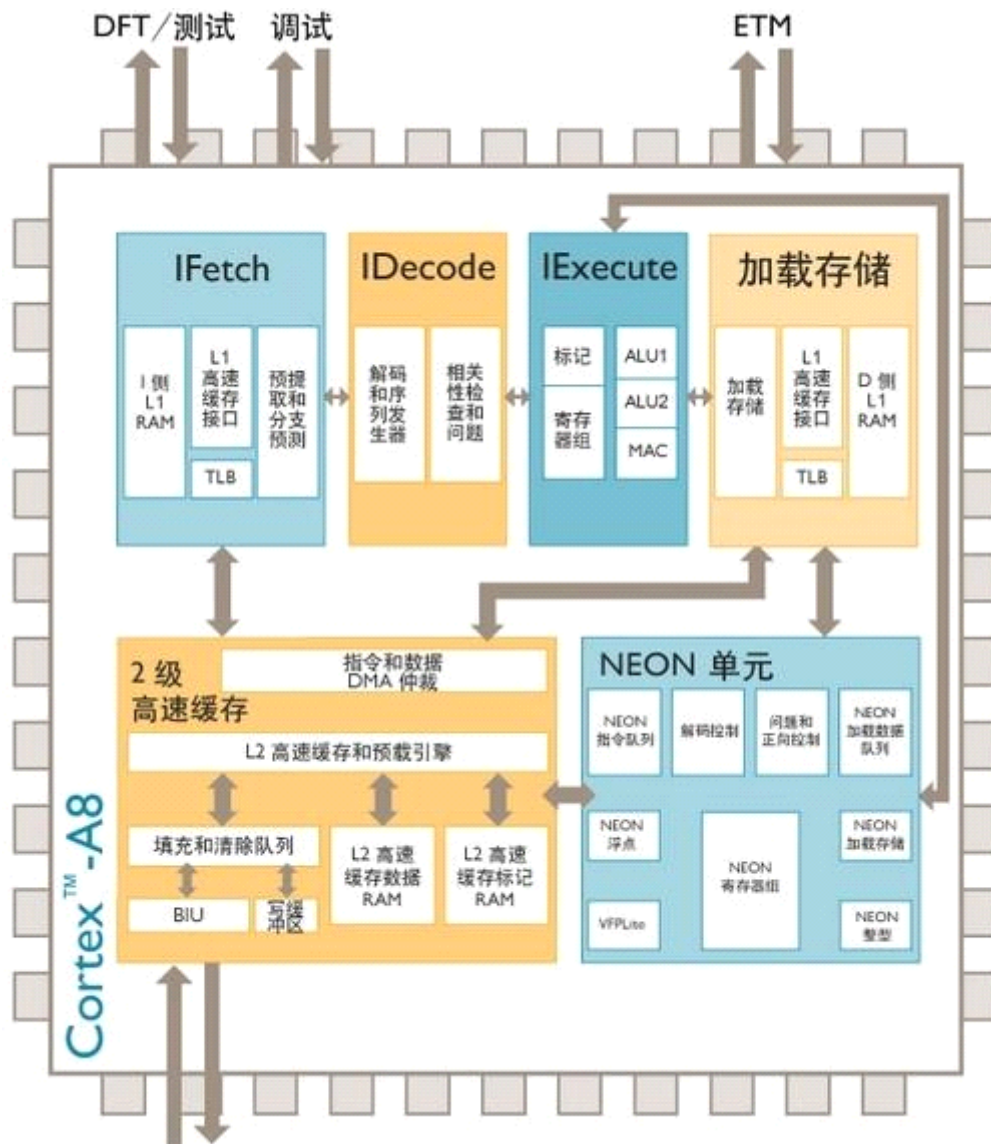 DFT/测试
调试
ETM
IFetch
I 侧
L1
RAM
L1
高速
缓存
接口
TLB
预提
取和
分支
预测
IDecode
解码
和序
列发
生器
相关
性检
查和
问题
IExecute
标记
寄存
器组
ALU1
ALU2
MAC
加载存储
加载
存储
L1
高速
缓存
接口
TLB
D 侧
L1
RAM
2 级
高速缓存
指令和数据
DMA 仲裁
L2 高速缓存和预载引擎
填充和清除队列
BIU
写缓
冲区
L2 高速
缓存数据
RAM
L2 高速
缓存标记
RAM
NEON 单元
NEON
指令队列
解码控制
问题和
正向控制
NEON
加载数据
队列
NEON
浮点
VFPLite
NEON
寄存器组
NEON
加载存储
NEON
整型
Cortex™-A8